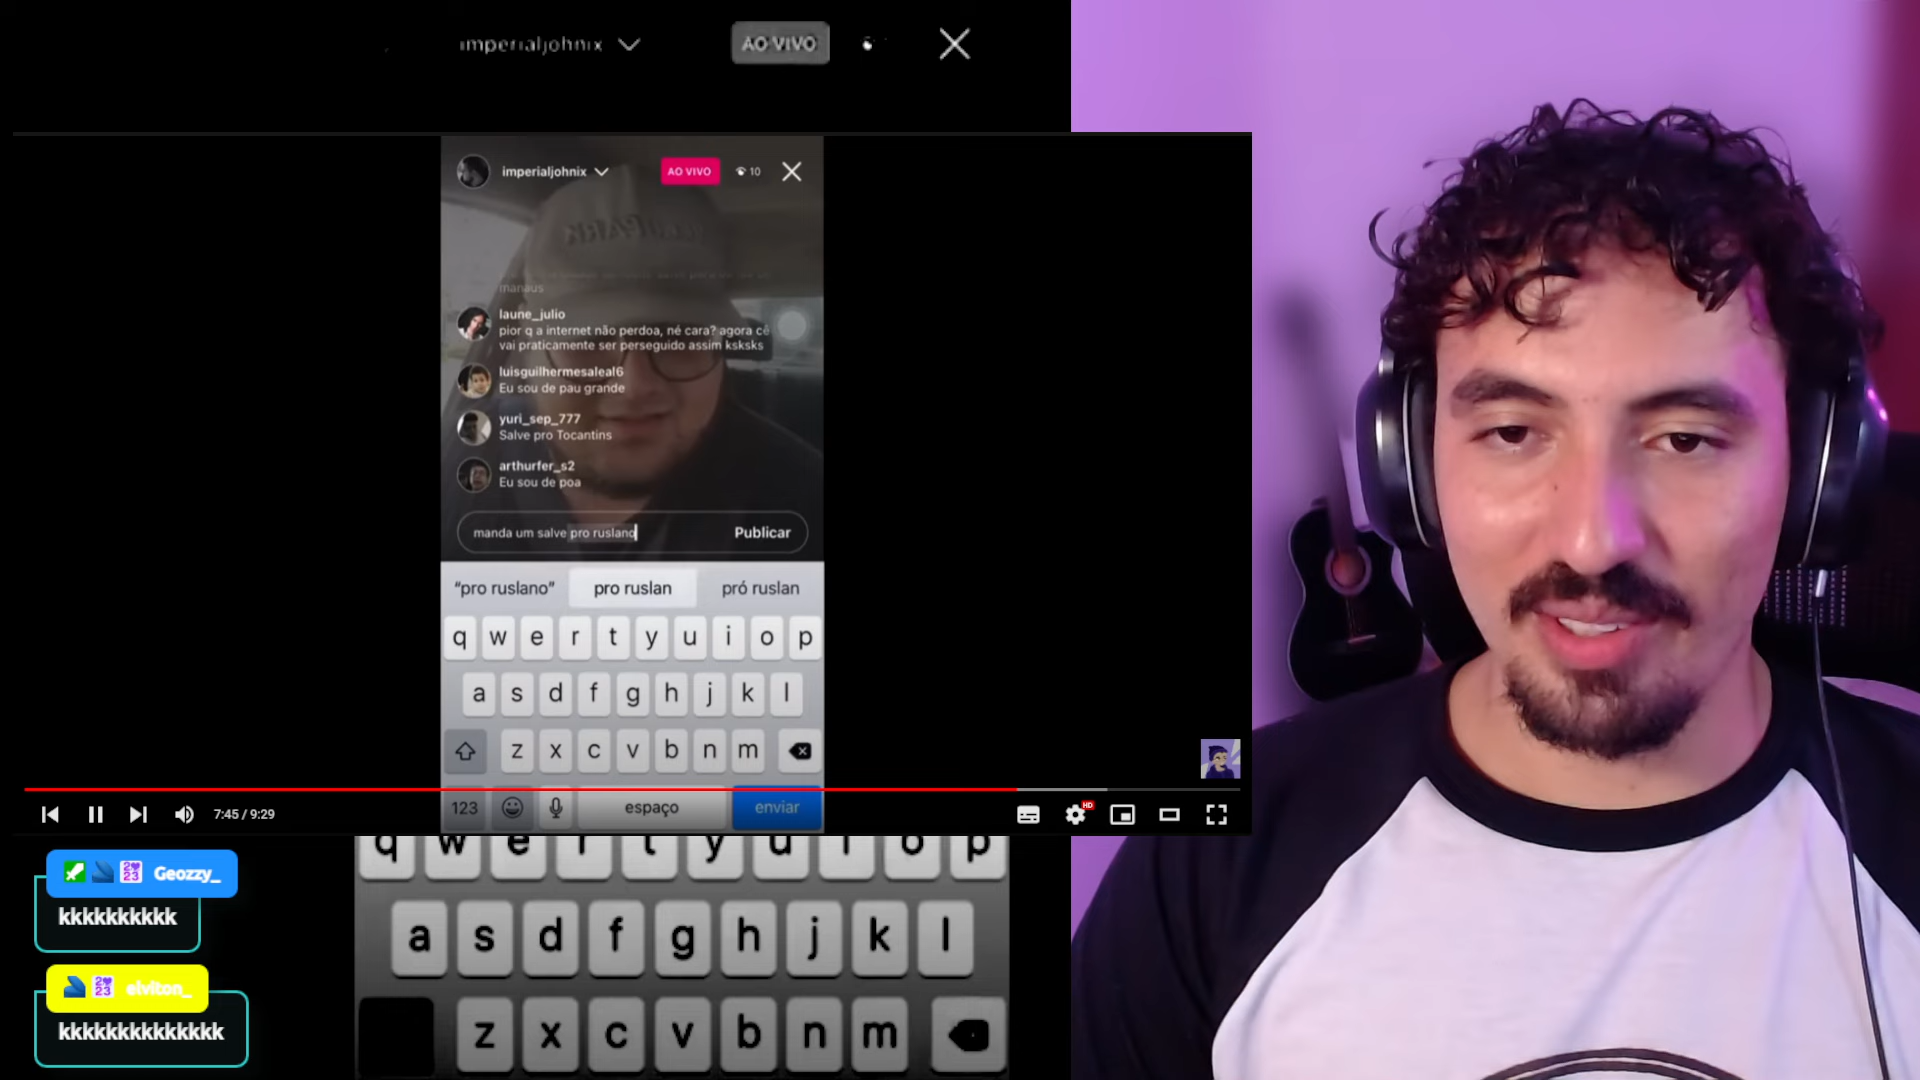 imperialjohnix
AO VIVO
imperialjohnix
AO VIVO
10
manaus
laune_julio
pior q a internet não perdoa, né cara? agora cê
vai praticamente ser perseguido assim ksksks
luisguilhermesaleal6
Eu sou de pau grande
yuri_sep_777
Salve pro Tocantins
arthurfer_s2
Eu sou de poa
manda um salve pro ruslano
Publicar
"pro ruslano"
pro ruslan
pró ruslan
q w e r t y u i o p
a s d f g h j k l
z x c v b n m
123
espaço
enviar
7:45 / 9:29
HD
q w e r t y u i o p
a s d f g h j k l
z x c v b n m
Geozzy_
kkkkkkkkkk
elviton_
kkkkkkkkkkkkkk